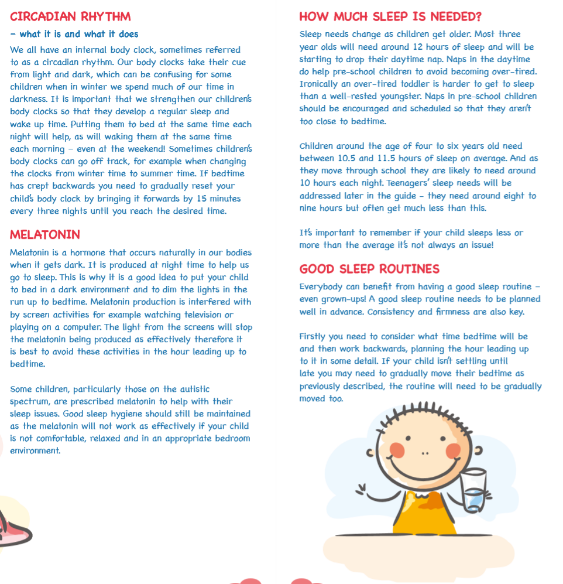 CIRCADIAN RHYTHM
– what it is and what it does
We all have an internal body clock, sometimes referred
to as a circadian rhythm. Our body clocks take their cue
from light and dark, which can be confusing for some
children when in winter we spend much of our time in
darkness. It is important that we strengthen our children's
body clocks so that they develop a regular sleep and
wake up time. Putting them to bed at the same time each
night will help, as will waking them at the same time
each morning – even at the weekend! Sometimes children's
body clocks can go off track, for example when changing
the clocks from winter time to summer time. If bedtime
has crept backwards you need to gradually reset your
child's body clock by bringing it forwards by 15 minutes
every three nights until you reach the desired time.
MELATONIN
Melatonin is a hormone that occurs naturally in our bodies
when it gets dark. It is produced at night time to help us
go to sleep. This is why it is a good idea to put your child
to bed in a dark environment and to dim the lights in the
run up to bedtime. Melatonin production is interfered with
by screen activities for example watching television or
playing on a computer. The light from the screens will stop
the melatonin being produced as effectively therefore it
is best to avoid these activities in the hour leading up to
bedtime.
Some children, particularly those on the autistic
spectrum, are prescribed melatonin to help with their
sleep issues. Good sleep hygiene should still be maintained
as the melatonin will not work as effectively if your child
is not comfortable, relaxed and in an appropriate bedroom
environment.
HOW MUCH SLEEP IS NEEDED?
Sleep needs change as children get older. Most three
year olds will need around 12 hours of sleep and will be
starting to drop their daytime nap. Naps in the daytime
do help pre-school children to avoid becoming over-tired.
Ironically an over-tired toddler is harder to get to sleep
than a well-rested youngster. Naps in pre-school children
should be encouraged and scheduled so that they aren't
too close to bedtime.
Children around the age of four to six years old need
between 10.5 and 11.5 hours of sleep on average. And as
they move through school they are likely to need around
10 hours each night. Teenagers' sleep needs will be
addressed later in the guide – they need around eight to
nine hours but often get much less than this.
It's important to remember if your child sleeps less or
more than the average it's not always an issue!
GOOD SLEEP ROUTINES
Everybody can benefit from having a good sleep routine –
even grown-ups! A good sleep routine needs to be planned
well in advance. Consistency and firmness are also key.
Firstly you need to consider what time bedtime will be
and then work backwards, planning the hour leading up
to it in some detail. If your child isn't settling until
late you may need to gradually move their bedtime as
previously described, the routine will need to be gradually
moved too.